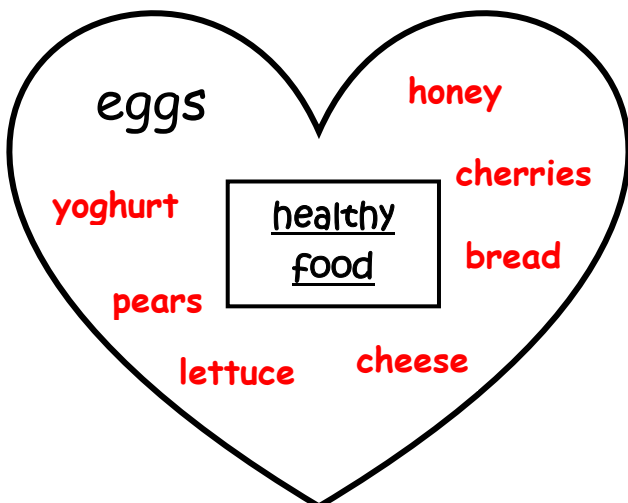 eggs
honey
cherries
yoghurt
healthy
food
bread
pears
cheese
lettuce